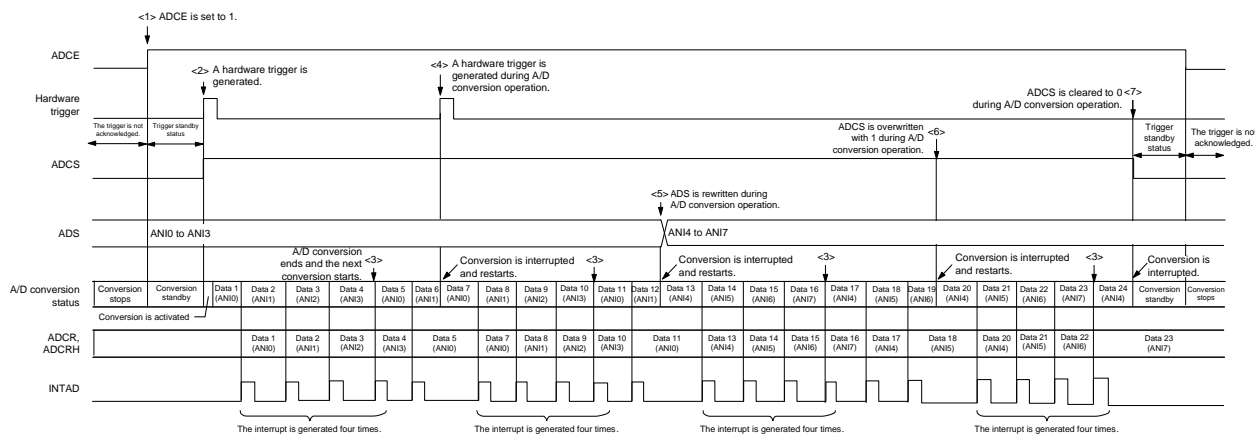 <1> ADCE is set to 1.
ADCE
<2> A hardware trigger is
generated.
<4> A hardware trigger is
generated during A/D
conversion operation.
ADCS is cleared to 0 <7>
during A/D conversion operation.
Hardware
trigger
The trigger is not
acknowledged.
Trigger standby
status
ADCS is overwritten
with 1 during A/D
conversion operation.
<6>
Trigger
standby
status
The trigger is not
acknowledged.
ADCS
<5> ADS is rewritten during
A/D conversion operation.
ADS
ANI0 to ANI3
ANI4 to ANI7
A/D conversion
ends and the next
conversion starts.
<3>
Conversion is interrupted
and restarts.
<3>
Conversion is interrupted
and restarts.
<3>
Conversion is interrupted
and restarts.
<3>
Conversion is
interrupted.
A/D conversion
status
Conversion
stops
Conversion
standby
Data 1
(ANI0)
Data 2
(ANI1)
Data 3
(ANI2)
Data 4
(ANI3)
Data 5
(ANI0)
Data 6
(ANI1)
Data 7
(ANI0)
Data 8
(ANI1)
Data 9
(ANI2)
Data 10
(ANI3)
Data 11
(ANI0)
Data 12
(ANI1)
Data 13
(ANI4)
Data 14
(ANI5)
Data 15
(ANI6)
Data 16
(ANI7)
Data 17
(ANI4)
Data 18
(ANI5)
Data 19
(ANI6)
Data 20
(ANI4)
Data 21
(ANI5)
Data 22
(ANI6)
Data 23
(ANI7)
Data 24
(ANI4)
Conversion
standby
Conversion
stops
Conversion is activated
ADCR,
ADCRH
Data 1
(ANI0)
Data 2
(ANI1)
Data 3
(ANI2)
Data 4
(ANI3)
Data 5
(ANI0)
Data 7
(ANI0)
Data 8
(ANI1)
Data 9
(ANI2)
Data 10
(ANI3)
Data 11
(ANI0)
Data 13
(ANI4)
Data 14
(ANI5)
Data 15
(ANI6)
Data 16
(ANI7)
Data 17
(ANI4)
Data 18
(ANI5)
Data 20
(ANI4)
Data 21
(ANI5)
Data 22
(ANI6)
Data 23
(ANI7)
INTAD
The interrupt is generated four times.
The interrupt is generated four times.
The interrupt is generated four times.
The interrupt is generated four times.